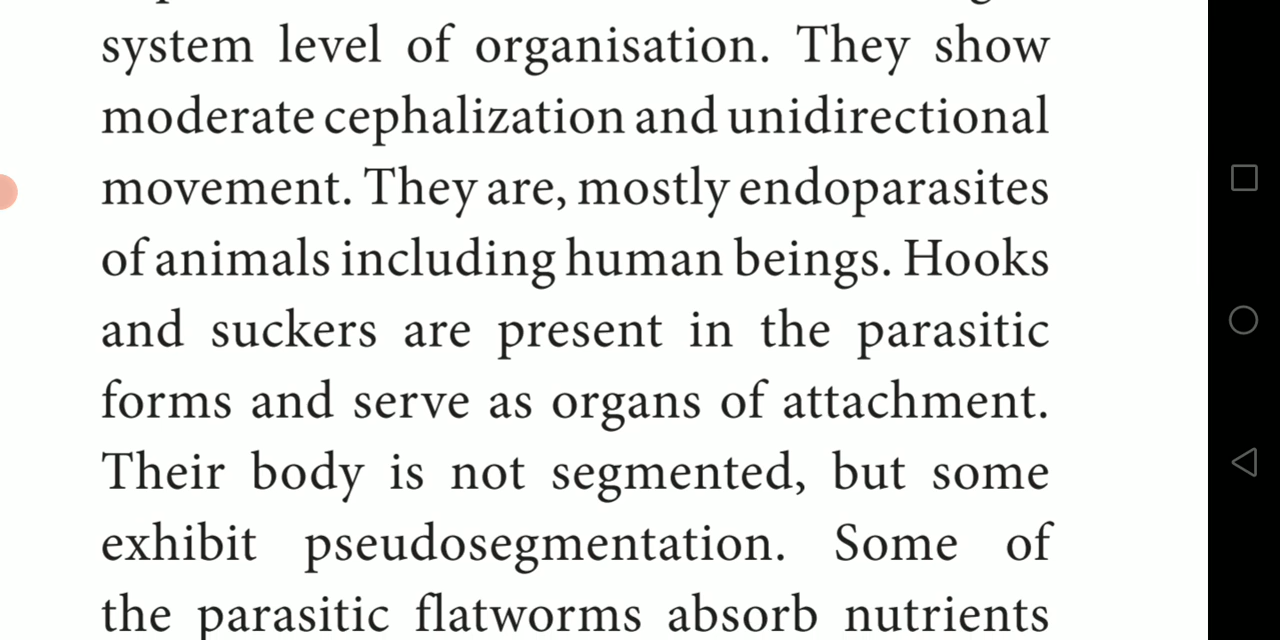 system level of organisation. They show
moderate cephalization and unidirectional
movement. They are, mostly endoparasites
of animals including human beings. Hooks
and suckers are present in the parasitic
forms and serve as organs of attachment.
Their body is not segmented, but some
exhibit pseudosegmentation. Some of
the parasitic flatworms absorb nutrients